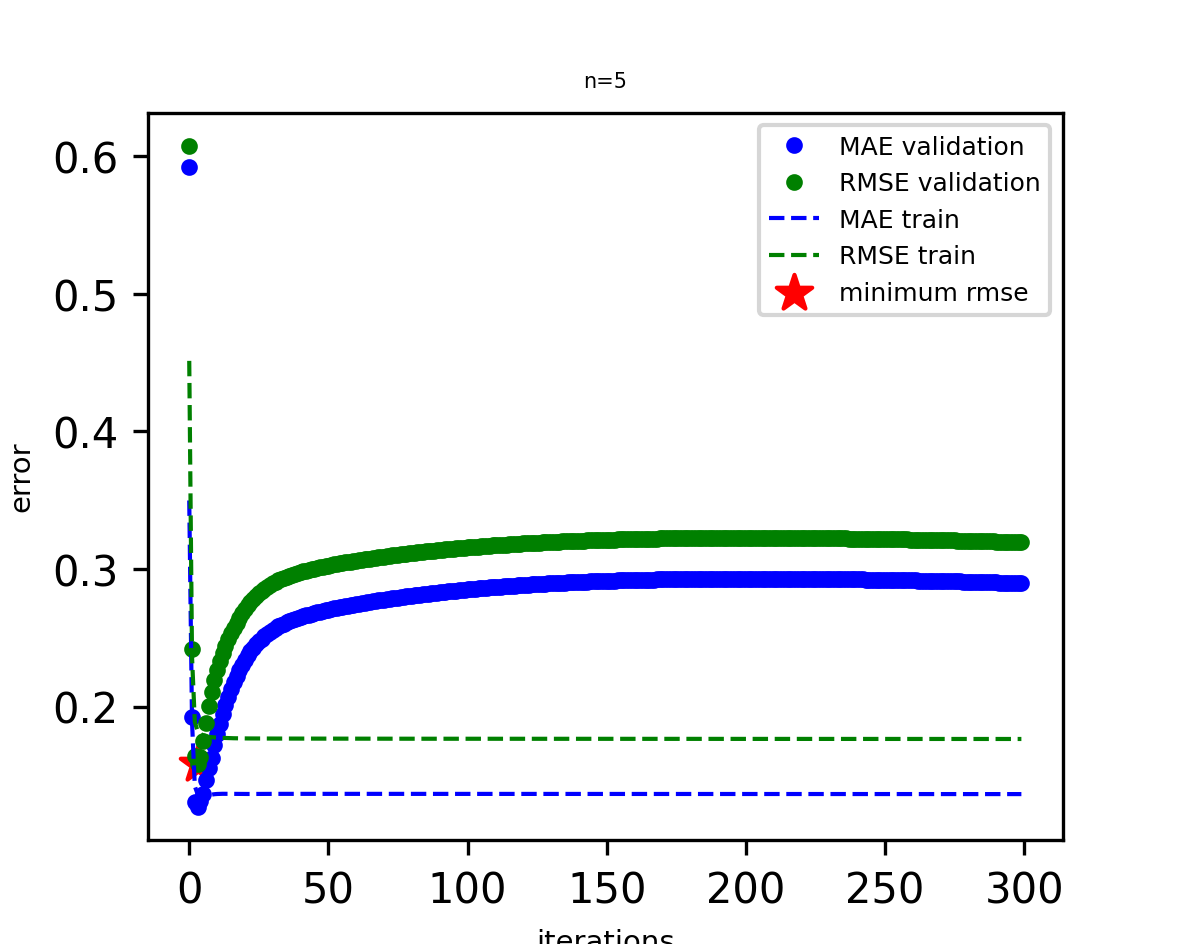 n=5
0.6
0.5
0.4
0.3
0.2
error
MAE validation
RMSE validation
MAE train
RMSE train
minimum rmse
0 50 100 150 200 250 300
iterations